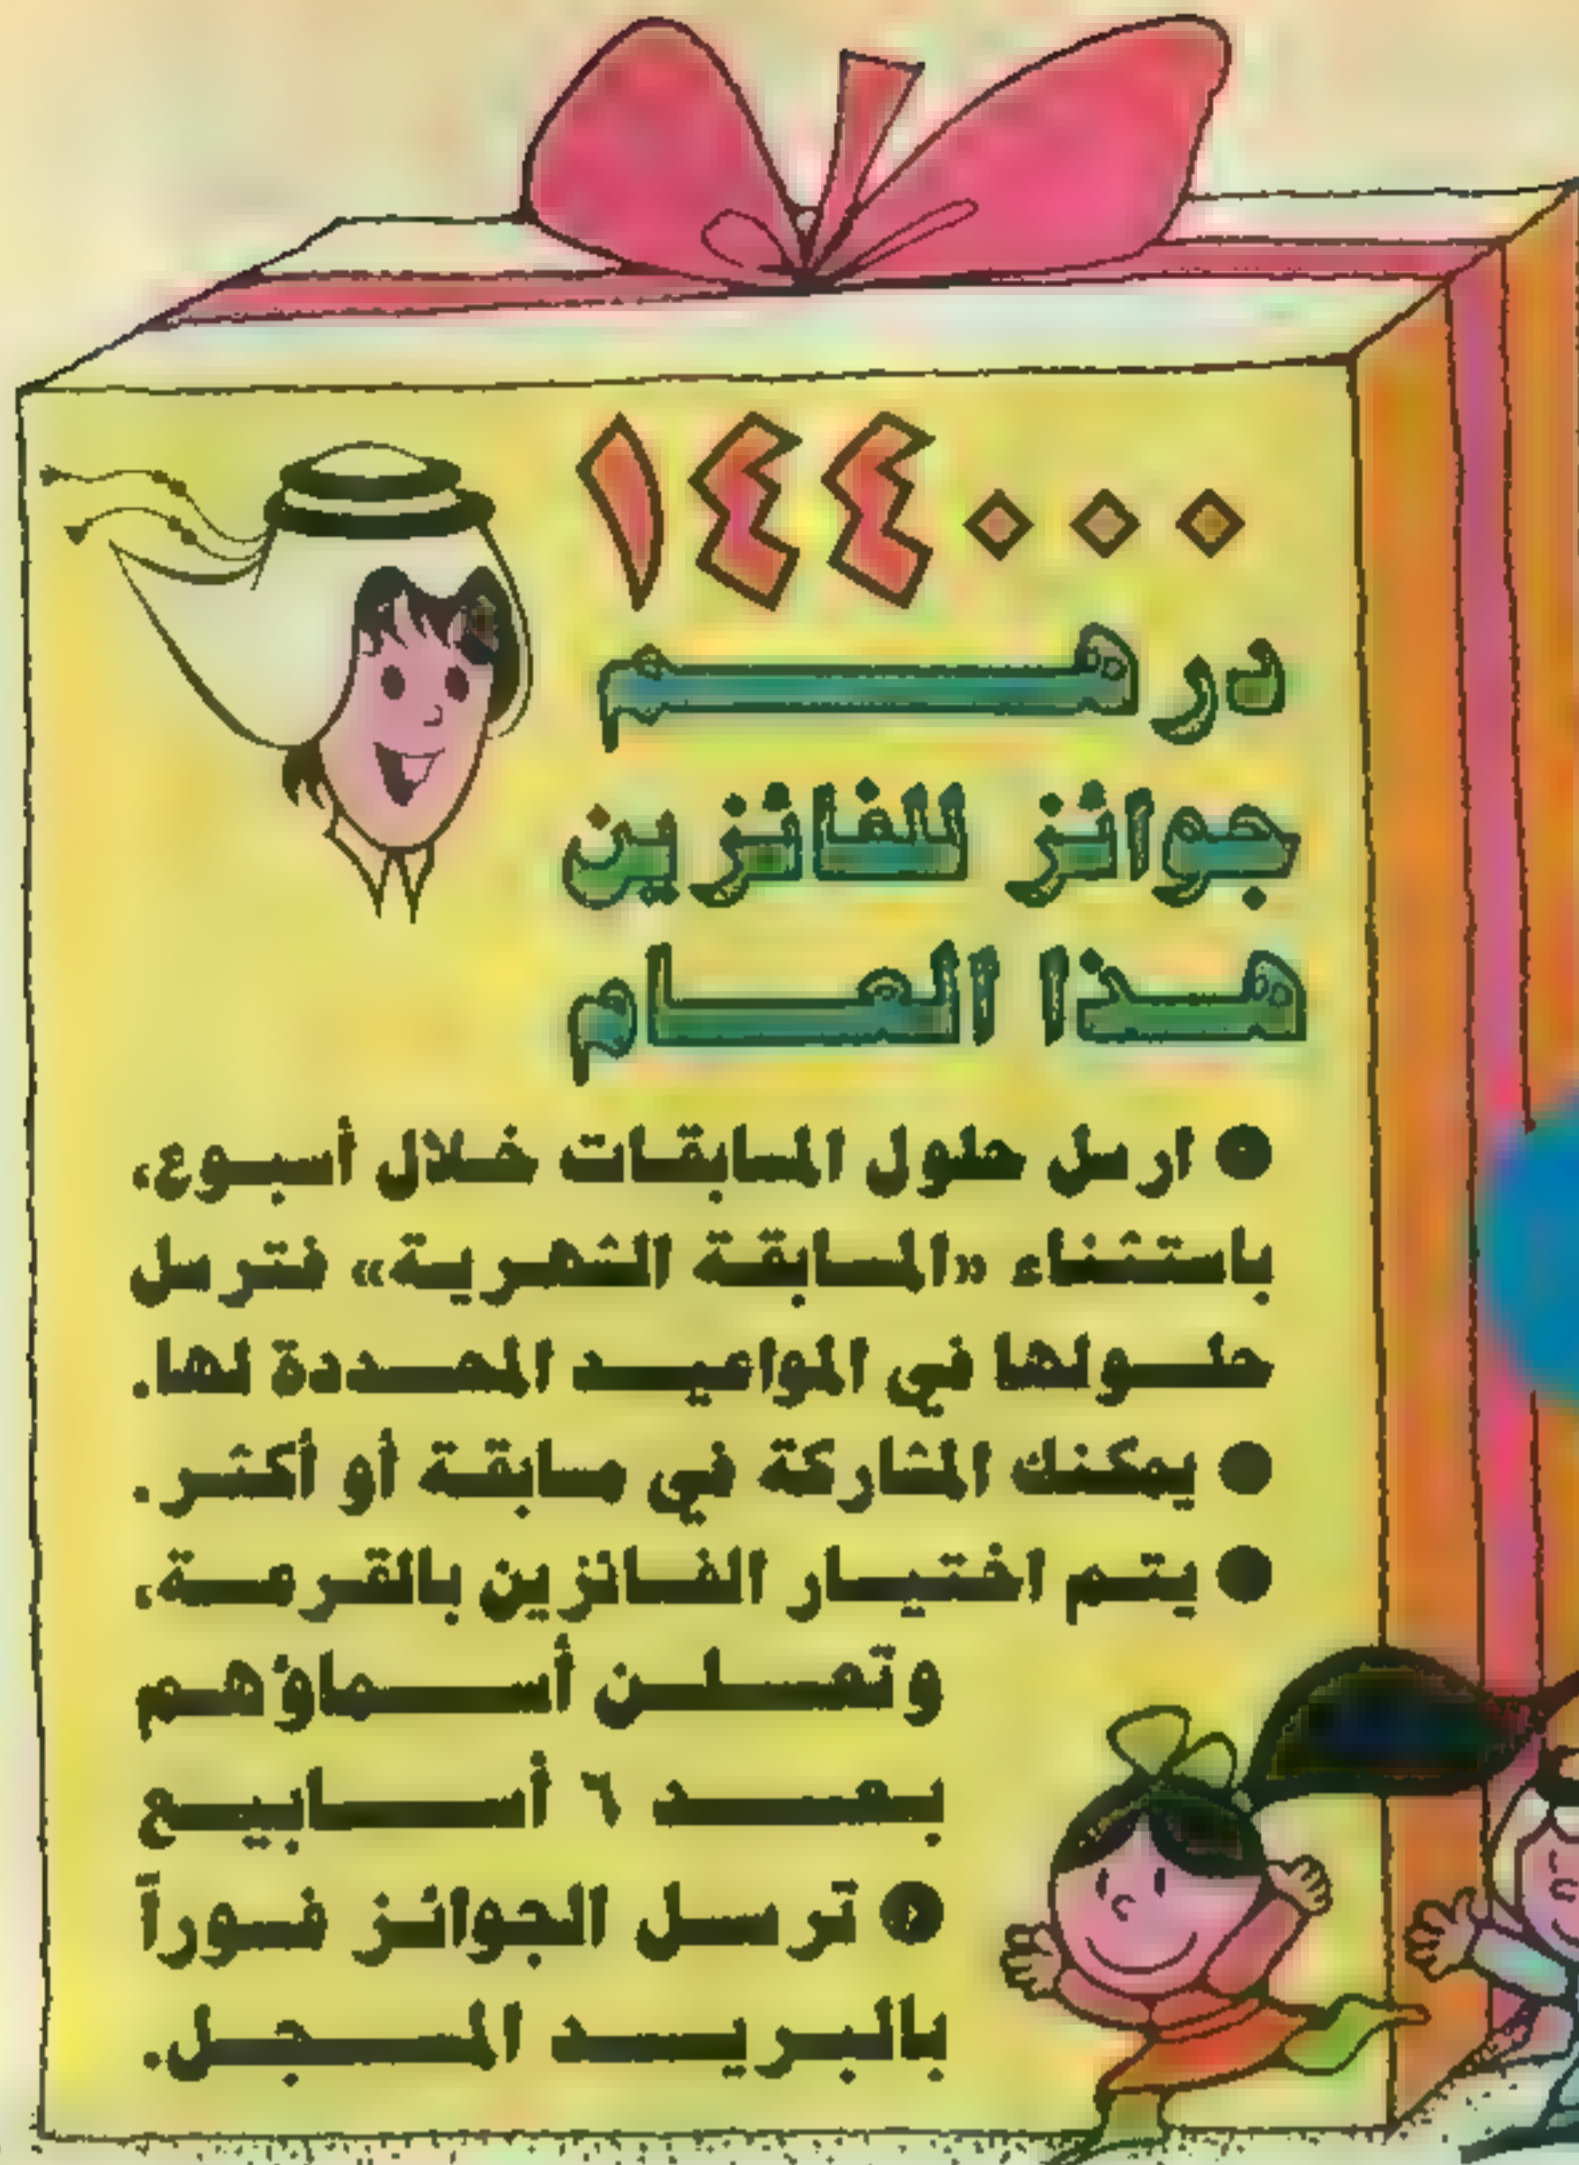 ١٤٤٠٠٠
درهم
جوائز للفائزين
هذا العام
● ارسل حلول المسابقات خلال أسبوع،
باستثناء «المسابقة الشهرية» فترسل
حلولها في المواعيد المحددة لها.
● يمكنك المشاركة في مسابقة أو أكثر.
● يتم اختيار الفائزين بالقرعة،
وتعلن أسماؤهم
بعد ٦ أسابيع
● ترسل الجوائز فوراً
بالبريد المسجل.